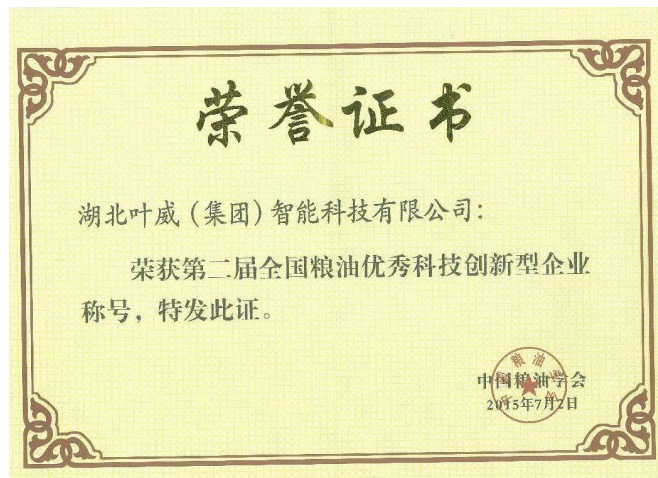 荣誉证书
湖北叶威（集团）智能科技有限公司：
荣获第二届全国粮油优秀科技创新型企业
称号，特发此证。
中国粮油学会
2015年7月2日